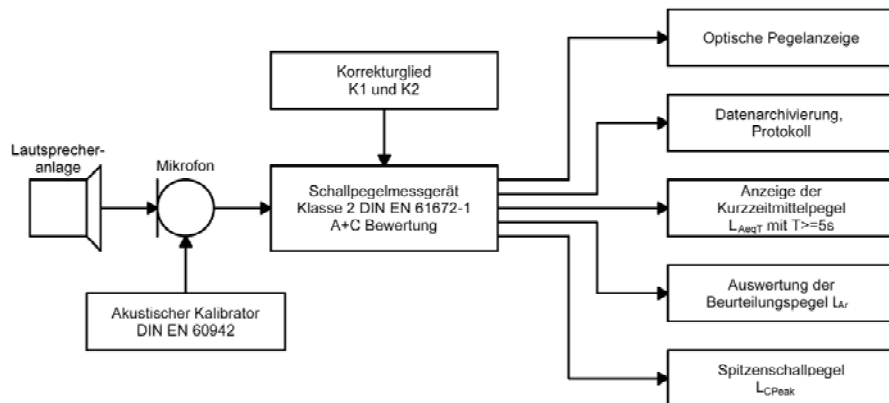 Optische Pegelanzeige
Korrekturglied
K1 und K2
Datenarchivierung,
Protokoll
Lautsprecher-
anlage
Mikrofon
Schallpegelmessgerät
Klasse 2 DIN EN 61672-1
A+C Bewertung
Anzeige der
Kurzzeitmittelpegel
LAeqT mit T>=5s
Akustischer Kalibrator
DIN EN 60942
Auswertung der
Beurteilungspegel LAr
Spitzenschallpegel
LCPeak